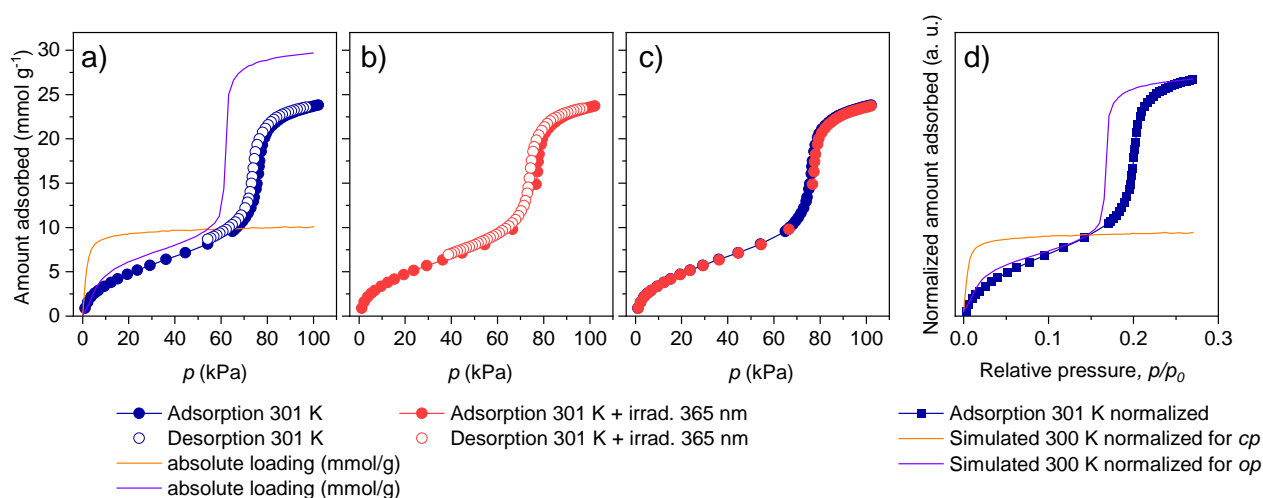 a)
b)
c)
d)
Amount adsorbed (mmol g⁻¹)
30
25
20
15
10
5
0
0 20 40 60 80 100
0 20 40 60 80 100
0 20 40 60 80 100
p (kPa)
p (kPa)
p (kPa)
Normalized amount adsorbed (a. u.)
0.0 0.1 0.2 0.3
Relative pressure, p/p₀
Adsorption 301 K
Desorption 301 K
absolute loading (mmol/g)
absolute loading (mmol/g)
Adsorption 301 K + irrad. 365 nm
Desorption 301 K + irrad. 365 nm
Adsorption 301 K normalized
Simulated 300 K normalized for cp
Simulated 300 K normalized for op